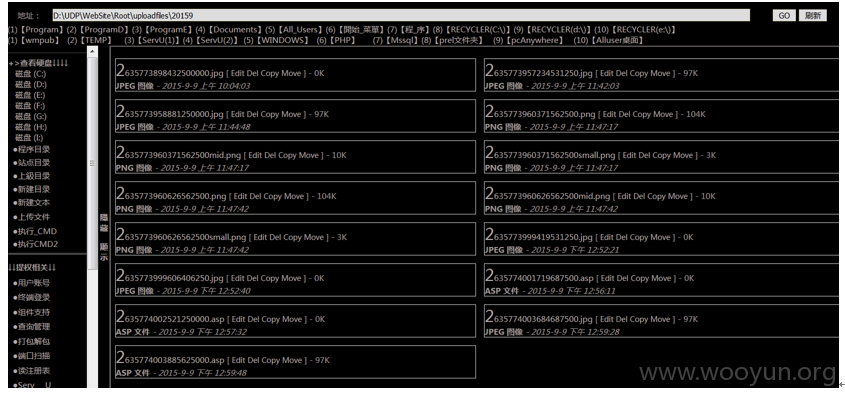 地址: D:\UDP\WebSite\Root\uploadfiles\20159 GO 刷新
(1)【Program】(2)【ProgramD】(3)【ProgramE】(4)【Documents】(5)【All_Users】(6)【開始_菜單】(7)【程_序】(8)【RECYCLER(C:\)】(9)【RECYCLER(d:\)】(10)【RECYCLER(e:\)】
(1)【wmpub】 (2)【TEMP】 (3)【ServU(1)】(4)【ServU(2)】 (5)【WINDOWS】 (6)【PHP】 (7)【Mssql】(8)【prel文件夹】 (9)【pcAnywhere】 (10)【Alluser桌面】
+>查看硬盘↓↓↓↓
磁盘 (C:)
磁盘 (D:)
磁盘 (E:)
磁盘 (F:)
磁盘 (G:)
磁盘 (H:)
磁盘 (I:)
●程序目录
●站点目录
●上級目录
●新建目录
●新建文本
●上传文件
●执行_CMD
●执行CMD2
↓↓提权相关↓↓
●用户账号
●终端登录
●组件支持
●查询管理
●打包解包
●端口扫描
●读注册表
●Serv__U
隐藏 显示
2635773898432500000.jpg [ Edit Del Copy Move ] - 0K
JPEG 图像 - 2015-9-9 上午 10:04:03
2635773957234531250.jpg [ Edit Del Copy Move ] - 97K
JPEG 图像 - 2015-9-9 上午 11:42:03
2635773958881250000.jpg [ Edit Del Copy Move ] - 97K
JPEG 图像 - 2015-9-9 上午 11:44:48
2635773960371562500.png [ Edit Del Copy Move ] - 104K
PNG 图像 - 2015-9-9 上午 11:47:17
2635773960371562500mid.png [ Edit Del Copy Move ] - 10K
PNG 图像 - 2015-9-9 上午 11:47:17
2635773960371562500small.png [ Edit Del Copy Move ] - 3K
PNG 图像 - 2015-9-9 上午 11:47:17
2635773960626562500.png [ Edit Del Copy Move ] - 104K
PNG 图像 - 2015-9-9 上午 11:47:42
2635773960626562500mid.png [ Edit Del Copy Move ] - 10K
PNG 图像 - 2015-9-9 上午 11:47:42
2635773960626562500small.png [ Edit Del Copy Move ] - 3K
PNG 图像 - 2015-9-9 上午 11:47:42
2635773999419531250.jpg [ Edit Del Copy Move ] - 0K
JPEG 图像 - 2015-9-9 下午 12:52:21
2635773999606406250.jpg [ Edit Del Copy Move ] - 0K
JPEG 图像 - 2015-9-9 下午 12:52:40
2635774001719687500.asp [ Edit Del Copy Move ] - 0K
ASP 文件 - 2015-9-9 下午 12:56:11
2635774002521250000.asp [ Edit Del Copy Move ] - 0K
ASP 文件 - 2015-9-9 下午 12:57:32
2635774003684687500.jpg [ Edit Del Copy Move ] - 97K
JPEG 图像 - 2015-9-9 下午 12:59:28
2635774003885625000.asp [ Edit Del Copy Move ] - 97K
ASP 文件 - 2015-9-9 下午 12:59:48
www.wooyun.org